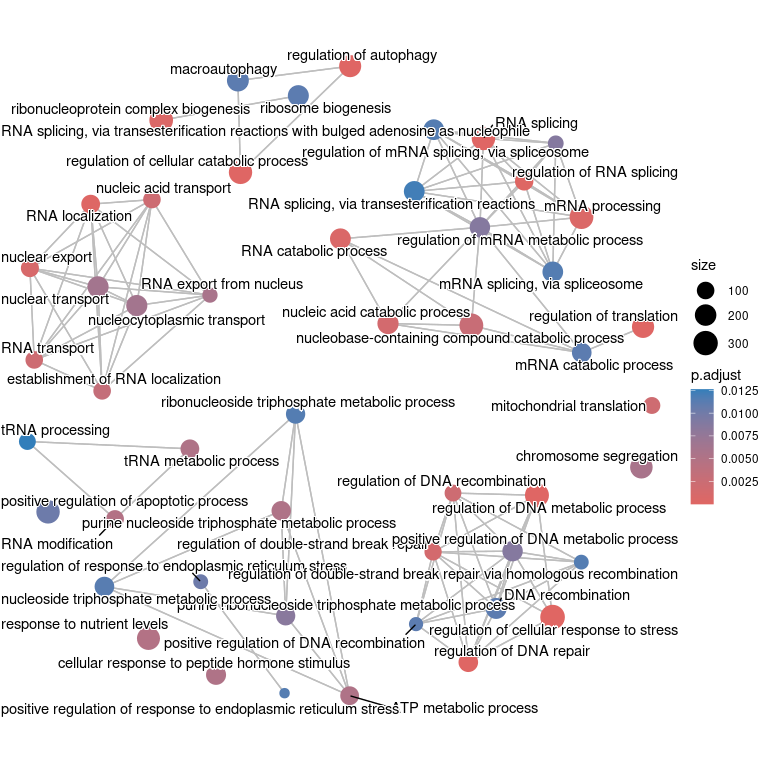 regulation of autophagy
macroautophagy
ribonucleoprotein complex biogenesis
ribosome biogenesis
RNA splicing
RNA splicing, via transesterification reactions with bulged adenosine as nucleophile
regulation of mRNA splicing, via spliceosome
regulation of cellular catabolic process
regulation of RNA splicing
nucleic acid transport
RNA splicing, via transesterification reactions
mRNA processing
RNA localization
regulation of mRNA metabolic process
RNA catabolic process
nuclear export
size
RNA export from nucleus
mRNA splicing, via spliceosome
100
nuclear transport
nucleic acid catabolic process
regulation of translation
200
nucleocytoplasmic transport
nucleobase-containing compound catabolic process
300
RNA transport
mRNA catabolic process
p.adjust
establishment of RNA localization
0.0125
ribonucleoside triphosphate metabolic process
mitochondrial translation
0.0100
tRNA processing
0.0075
tRNA metabolic process
chromosome segregation
0.0050
regulation of DNA recombination
0.0025
positive regulation of apoptotic process
regulation of DNA metabolic process
purine nucleoside triphosphate metabolic process
RNA modification
regulation of double-strand break repair
positive regulation of DNA metabolic process
regulation of response to endoplasmic reticulum stress
regulation of double-strand break repair via homologous recombination
nucleoside triphosphate metabolic process
purine ribonucleoside triphosphate metabolic process
DNA recombination
response to nutrient levels
regulation of cellular response to stress
positive regulation of DNA recombination
regulation of DNA repair
cellular response to peptide hormone stimulus
positive regulation of response to endoplasmic reticulum stress
ATP metabolic process